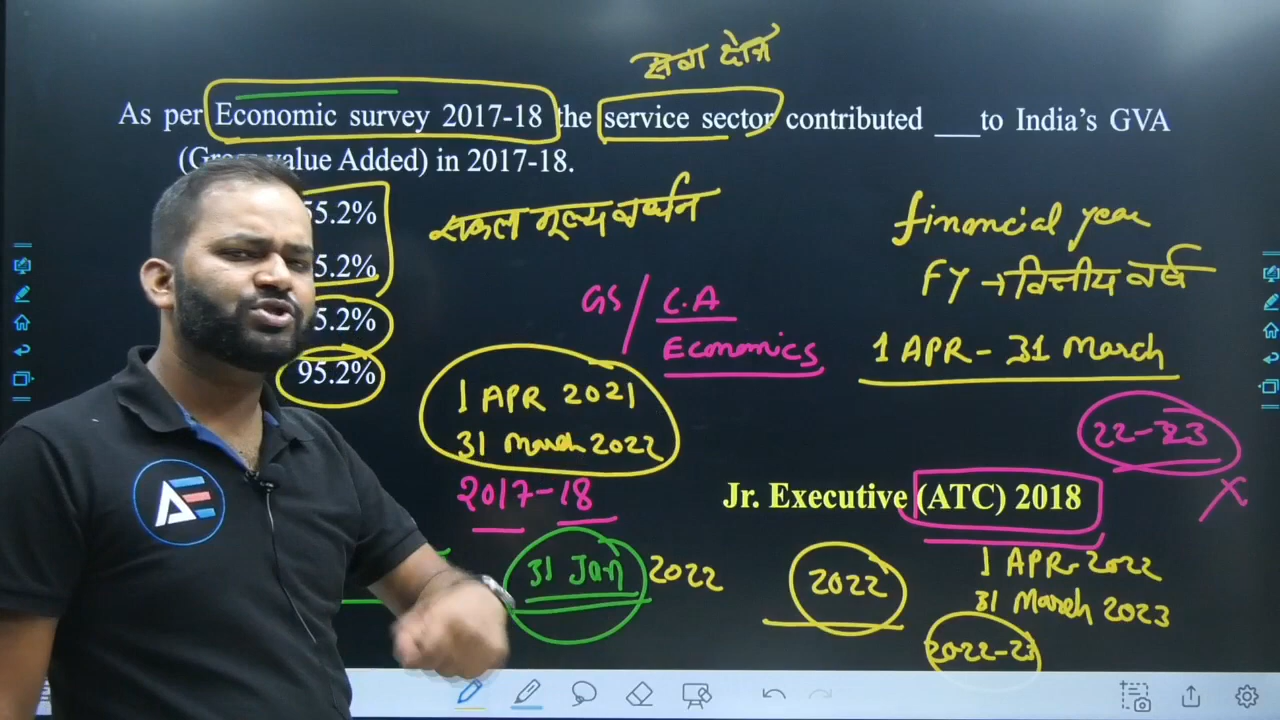 सेवा क्षेत्र
As per Economic survey 2017-18 the service sector contributed ___to India's GVA
(Gross value Added) in 2017-18.
55.2%
5.2%
5.2%
95.2%
सकल मूल्य वर्धन
financial year
FY → वित्तीय वर्ष
1 APR - 31 March
GS / C.A
Economics
1 APR 2021
31 March 2022
2017-18
31 Jan 2022
22-23
X
Jr. Executive (ATC) 2018
2022
1 APR-2022
31 March 2023
2022-23
AE